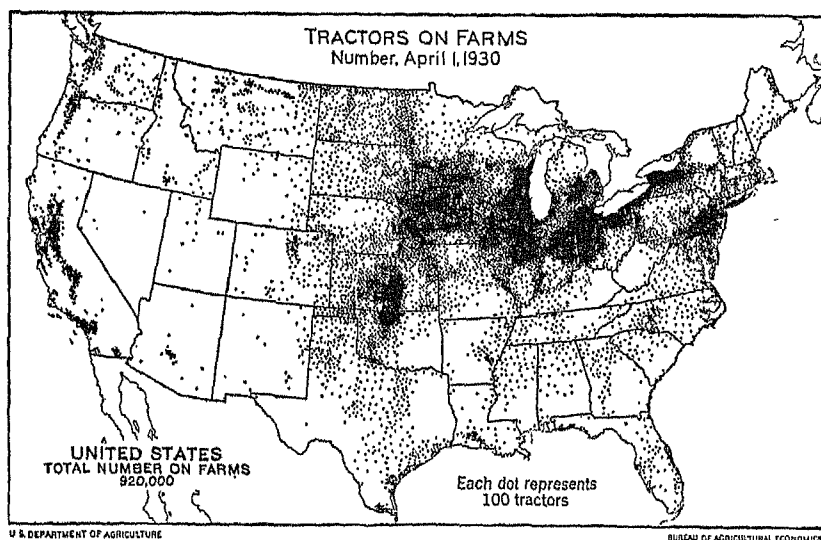 TRACTORS ON FARMS
Number, April 1, 1930
UNITED STATES
TOTAL NUMBER ON FARMS
920,000
Each dot represents
100 tractors
U S. DEPARTMENT OF AGRICULTURE
BUREAU OF AGRICULTURAL ECONOMICS